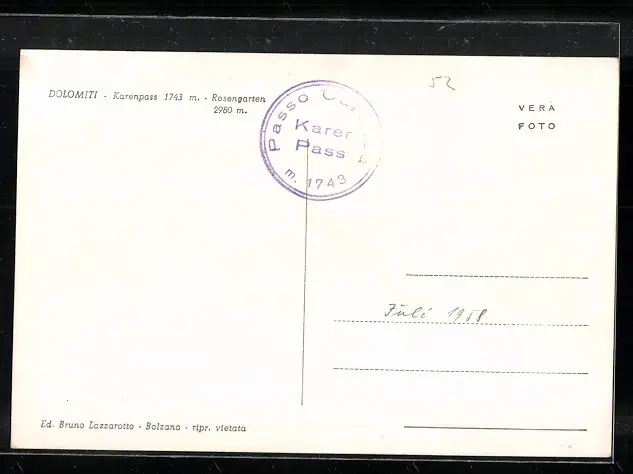 DOLOMITI - Karenpass 1743 m. - Rosengarten
2980 m.
Passo
Karer
Pass
m. 1743
52
VERA
FOTO
Juli 1958
Ed. Bruno Lazzarotto - Bolzano - ripr. vietata